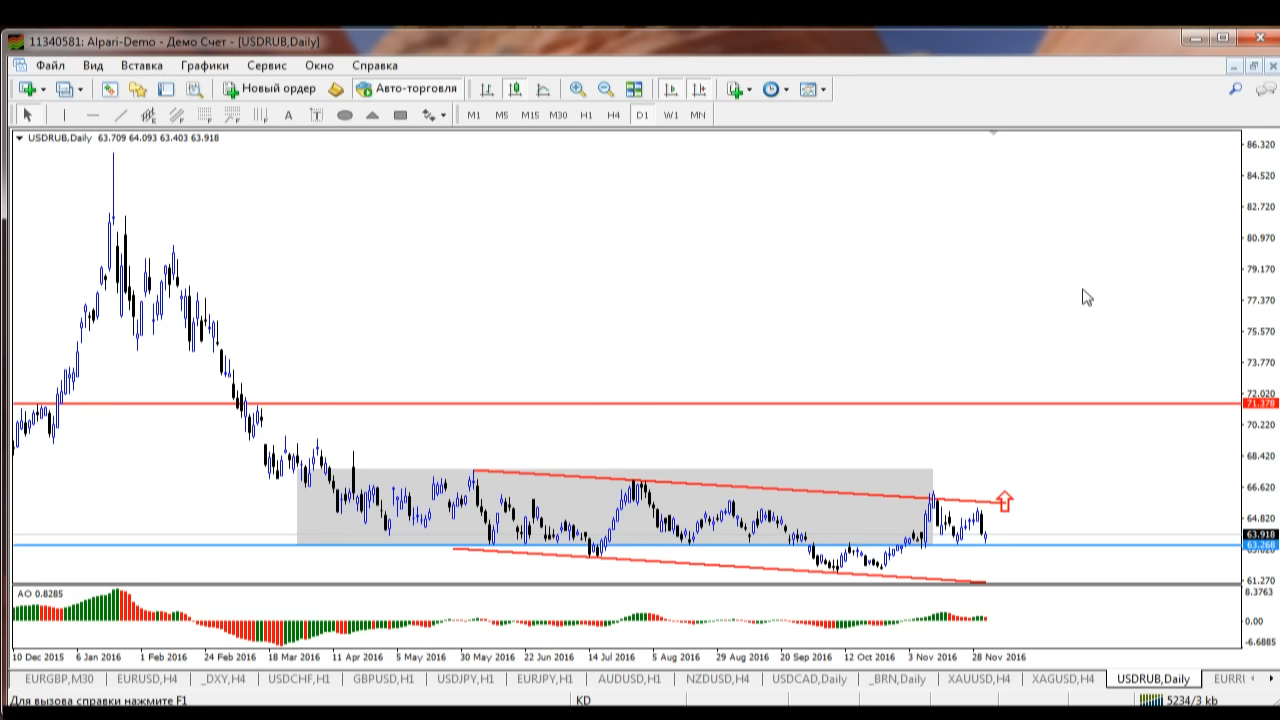 11340581: Alpari-Demo - Демо Счет - [USDRUB,Daily]
Файл Вид Вставка Графики Сервис Окно Справка
Новый ордер Авто-торговля
A T M1 M5 M15 M30 H1 H4 D1 W1 MN
USDRUB,Daily 63.709 64.093 63.403 63.918
86.320
84.520
82.720
80.970
79.170
77.370
75.570
73.770
72.020
71.378
70.220
68.420
66.620
64.820
63.918
63.268
61.270
AO 0.8285
8.3763
0.00
-6.6885
10 Dec 2015 6 Jan 2016 1 Feb 2016 24 Feb 2016 18 Mar 2016 11 Apr 2016 5 May 2016 30 May 2016 22 Jun 2016 14 Jul 2016 5 Aug 2016 29 Aug 2016 20 Sep 2016 12 Oct 2016 3 Nov 2016 28 Nov 2016
EURGBP,M30 EURUSD,H4 _DXY,H4 USDCHF,H1 GBPUSD,H1 USDJPY,H1 EURJPY,H1 AUDUSD,H1 NZDUSD,H4 USDCAD,Daily _BRN,Daily XAUUSD,H4 XAGUSD,H4 USDRUB,Daily EURRI
Для вызова справки нажмите F1 KD 5234/3 kb